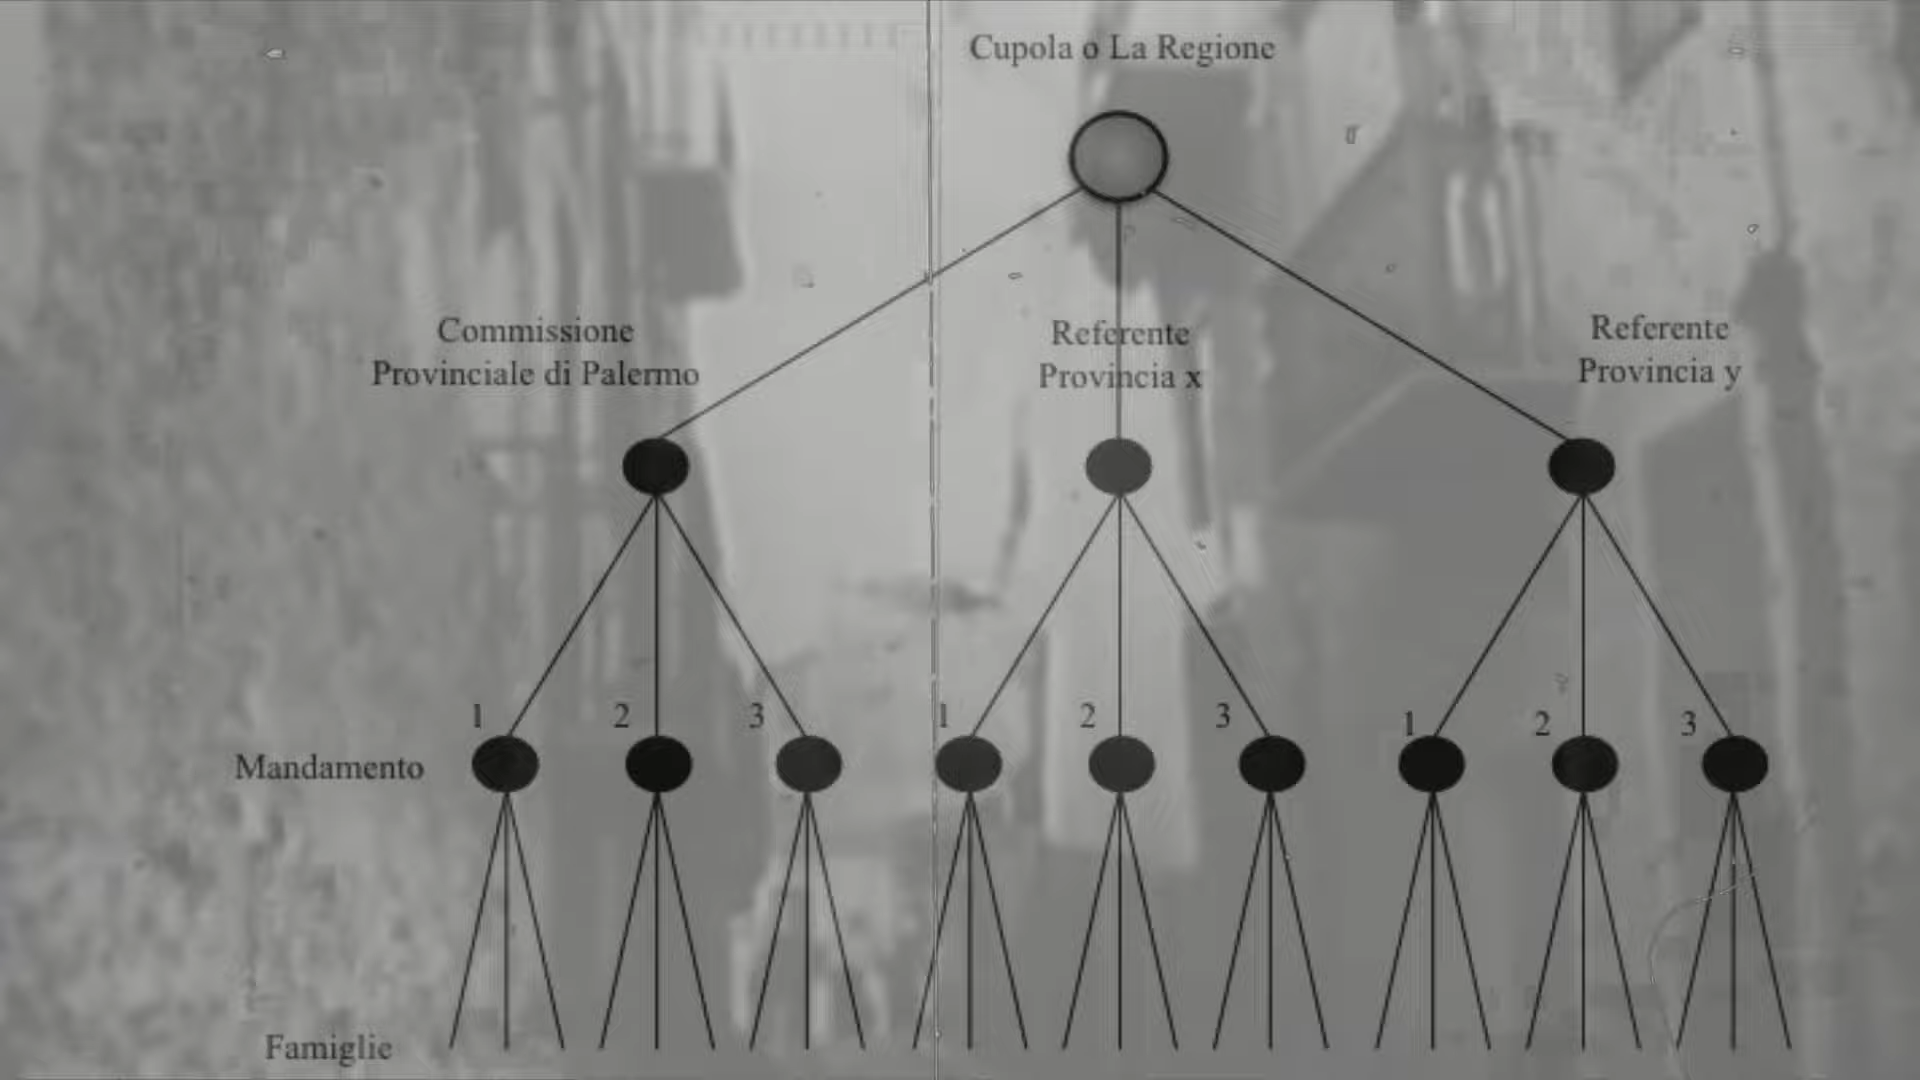 Cupola o La Regione
Commissione
Provinciale di Palermo
Referente
Provincia x
Referente
Provincia y
1 2 3 1 2 3 1 2 3
Mandamento
Famiglie